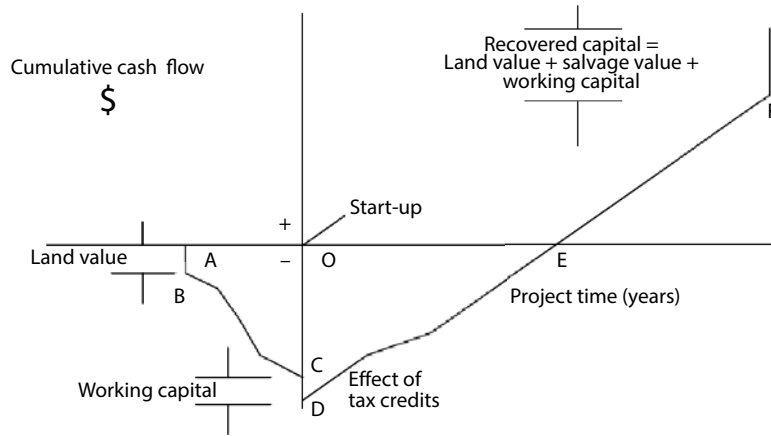 Recovered capital =
Land value + salvage value +
working capital
Cumulative cash flow
$
Start-up
+
Land value
A
−
O
E
B
Project time (years)
C
Working capital
Effect of
D
tax credits